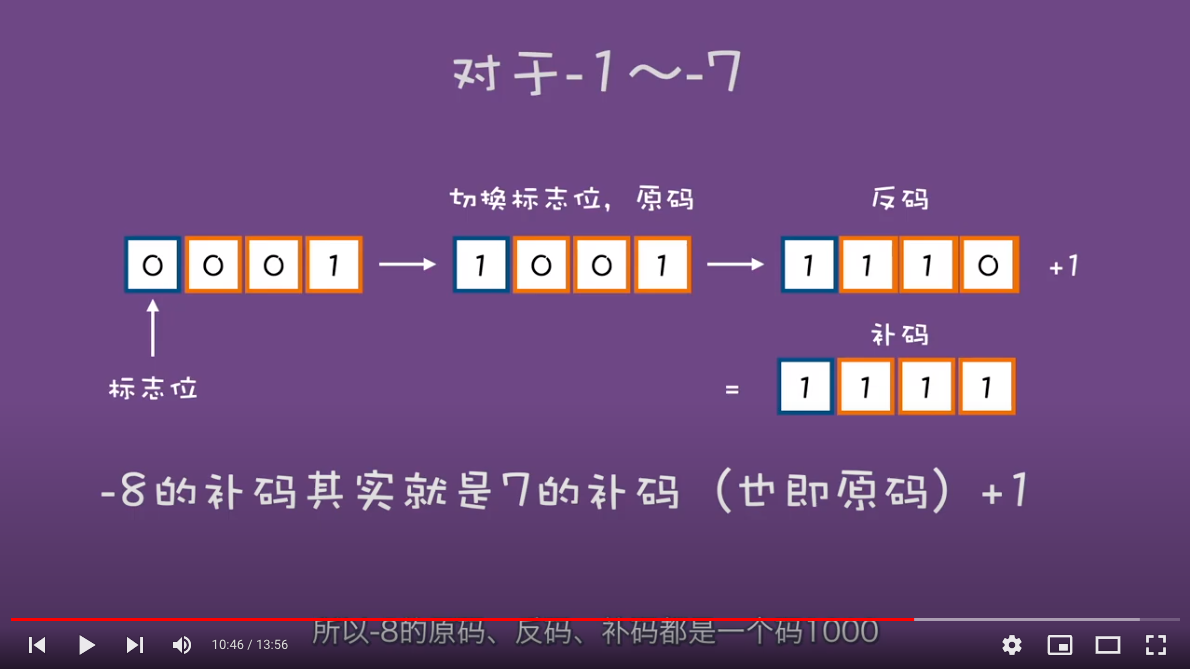 对于-1～-7
切换标志位，原码
反码
0 0 0 1
1 0 0 1
1 1 1 0 +1
补码
标志位
= 1 1 1 1
-8的补码其实就是7的补码（也即原码）+1
所以-8的原码、反码、补码都是一个码1000
10:46 / 13:56